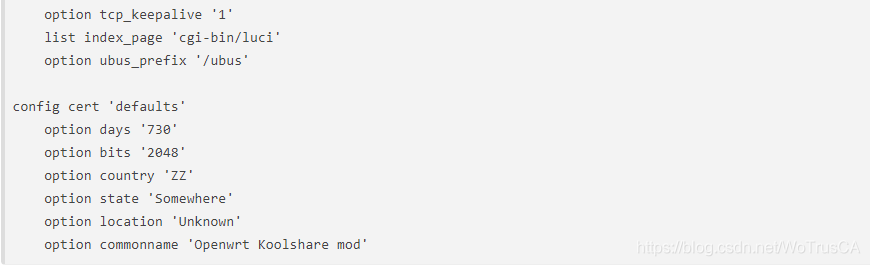 option tcp_keepalive '1'
list index_page 'cgi-bin/luci'
option ubus_prefix '/ubus'
config cert 'defaults'
option days '730'
option bits '2048'
option country 'ZZ'
option state 'Somewhere'
option location 'Unknown'
option commonname 'Openwrt Koolshare mod'
https://blog.csdn.net/WoTrusCA